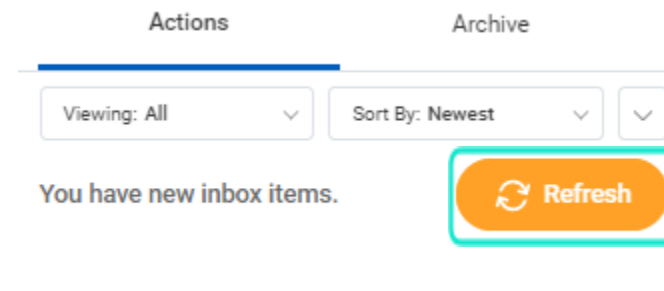 Actions Archive
Viewing: All Sort By: Newest
You have new inbox items. Refresh